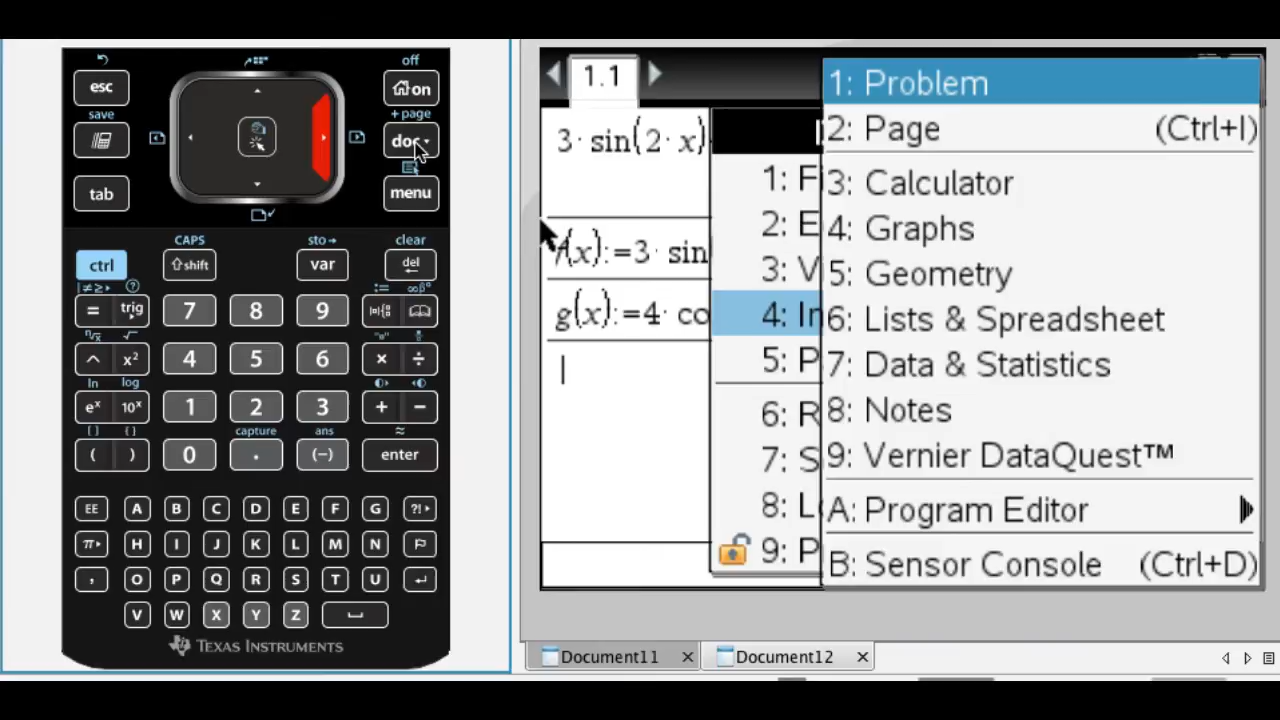 off
esc
on
save
+ page
doc
tab
menu
CAPS
sto→
clear
ctrl
⇧shift
var
del
|≠≥▸
:=
∞β°
=
trig
7
8
9
ⁿ√x
√
^
x²
4
5
6
×
÷
ln
log
eˣ
10ˣ
1
2
3
+
−
[ ]
{ }
capture
ans
≈
(
)
0
.
(−)
enter
EE
A
B
C
D
E
F
G
?!▸
π▸
H
I
J
K
L
M
N
,
O
P
Q
R
S
T
U
↵
V
W
X
Y
Z
TEXAS INSTRUMENTS
1.1
3· sin(2· x)
f(x):=3· sin
g(x):=4· co
1: F
2: E
3: V
4: In
5: P
6: R
7: S
8: L
9: P
1: Problem
2: Page (Ctrl+I)
3: Calculator
4: Graphs
5: Geometry
6: Lists & Spreadsheet
7: Data & Statistics
8: Notes
9: Vernier DataQuest™
A: Program Editor
B: Sensor Console (Ctrl+D)
Document11
Document12